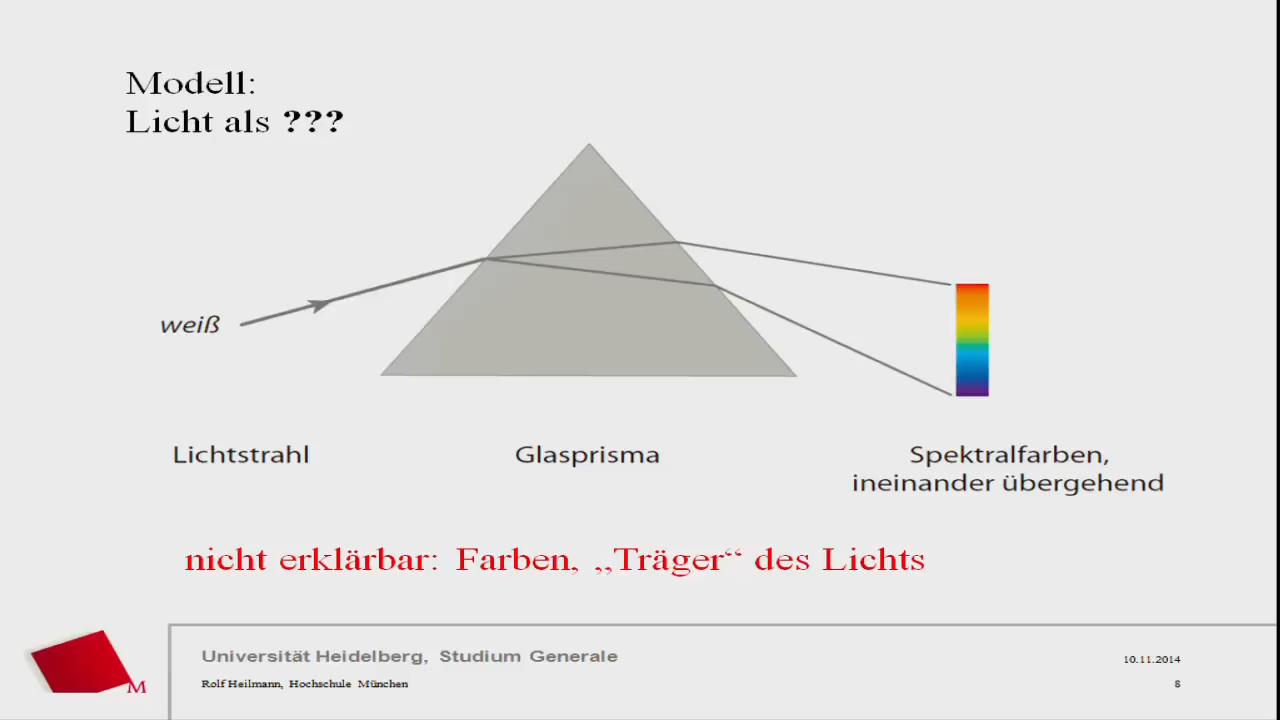 Modell:
Licht als ???
weiß
Lichtstrahl
Glasprisma
Spektralfarben,
ineinander übergehend
nicht erklärbar: Farben, „Träger“ des Lichts
M
Universität Heidelberg, Studium Generale
10.11.2014
Rolf Heilmann, Hochschule München
8